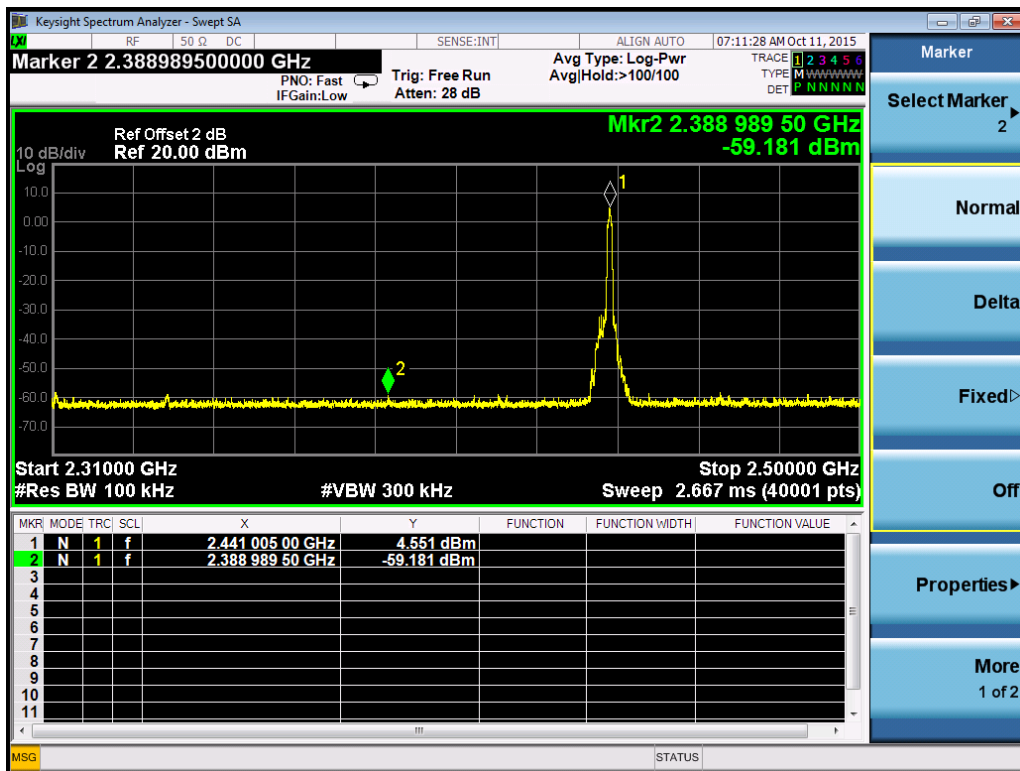 Keysight Spectrum Analyzer - Swept SA
LXI RF 50 Ω DC SENSE:INT ALIGN AUTO 07:11:28 AM Oct 11, 2015
Marker 2 2.388989500000 GHz
PNO: Fast
IFGain:Low
Trig: Free Run
Atten: 28 dB
Avg Type: Log-Pwr
Avg|Hold:>100/100
TRACE 1 2 3 4 5 6
TYPE M W W W W W
DET P N N N N N
Ref Offset 2 dB
Ref 20.00 dBm
10 dB/div
Log
Mkr2 2.388 989 50 GHz
-59.181 dBm
10.0
0.00
-10.0
-20.0
-30.0
-40.0
-50.0
-60.0
-70.0
1
2
Start 2.31000 GHz
Stop 2.50000 GHz
#Res BW 100 kHz
#VBW 300 kHz
Sweep 2.667 ms (40001 pts)
MKR MODE TRC SCL X Y FUNCTION FUNCTION WIDTH FUNCTION VALUE
1 N 1 f 2.441 005 00 GHz 4.551 dBm
2 N 1 f 2.388 989 50 GHz -59.181 dBm
3
4
5
6
7
8
9
10
11
MSG
STATUS
Marker
Select Marker
2
Normal
Delta
Fixed
Off
Properties
More
1 of 2